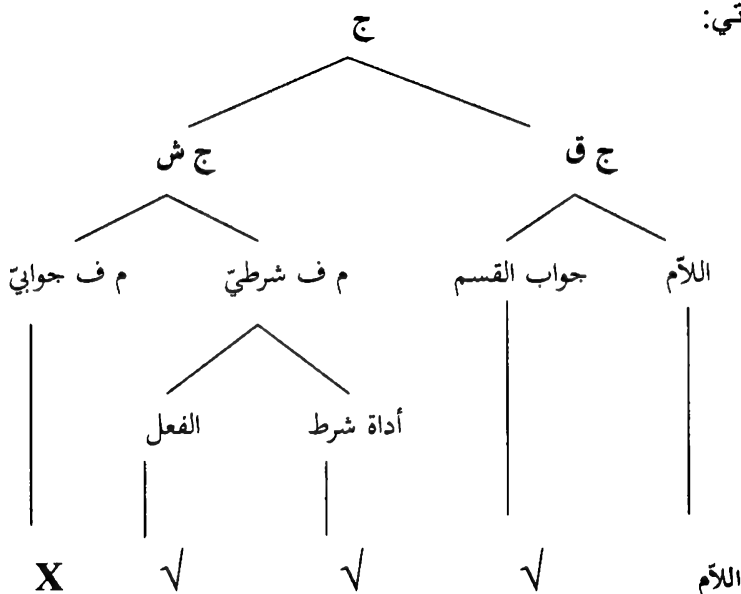 تي:
ج
ج ق ج ش
اللاّم جواب القسم م ف شرطيّ م ف جوابيّ
أداة شرط الفعل
اللاّم √ √ √ X